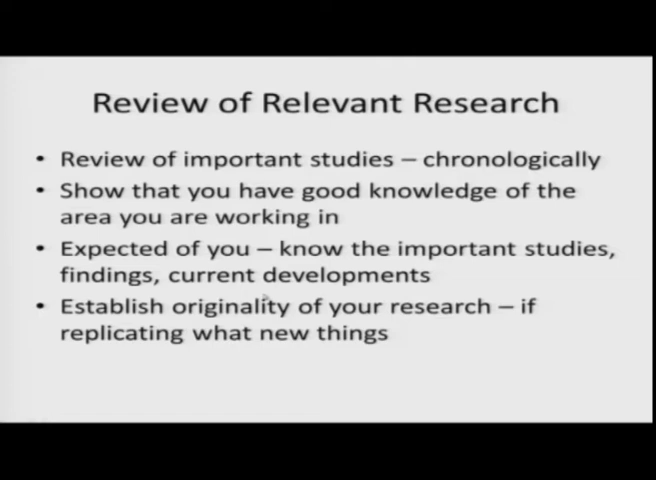 Review of Relevant Research
• Review of important studies – chronologically
• Show that you have good knowledge of the
area you are working in
• Expected of you – know the important studies,
findings, current developments
• Establish originality of your research – if
replicating what new things